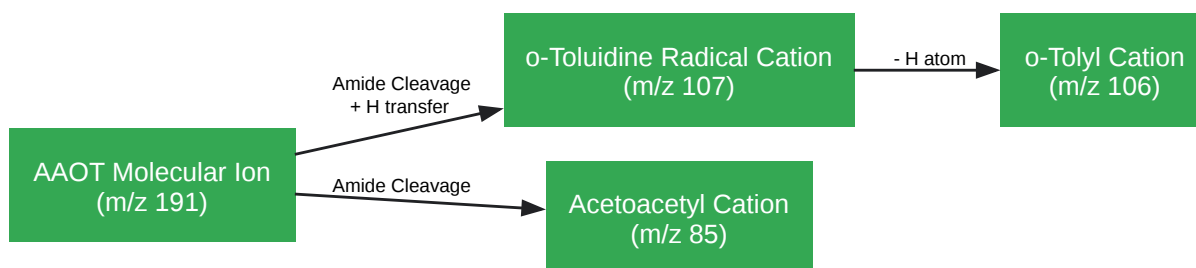 o-Toluidine Radical Cation
(m/z 107)
- H atom
o-Tolyl Cation
(m/z 106)
Amide Cleavage
+ H transfer
AAOT Molecular Ion
(m/z 191)
Amide Cleavage
Acetoacetyl Cation
(m/z 85)